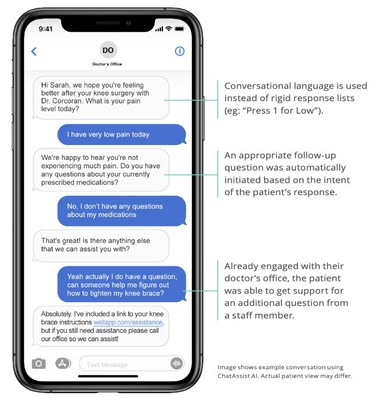 9:41
DO
Doctor's Office
Hi Sarah, we hope you're feeling
better after your knee surgery with
Dr. Corcoran. What is your pain
level today?
I have very low pain today
We're happy to hear you're not
experiencing much pain. Do you have
any questions about your currently
prescribed medications?
No, I don't have any questions
about my medications
That's great! Is there anything else
that we can assist you with?
Yeah actually I do have a question,
can someone help me figure out
how to tighten my knee brace?
Absolutely. I've included a link to your knee
brace instructions wellapp.com/assistance,
but if you still need assistance please call
our office so we can assist!
Text Message
Conversational language is used
instead of rigid response lists
(eg: “Press 1 for Low”).
An appropriate follow-up
question was automatically
initiated based on the intent
of the patient's response.
Already engaged with their
doctor's office, the patient
was able to get support for
an additional question from
a staff member.
Image shows example conversation using
ChatAssist AI. Actual patient view may differ.